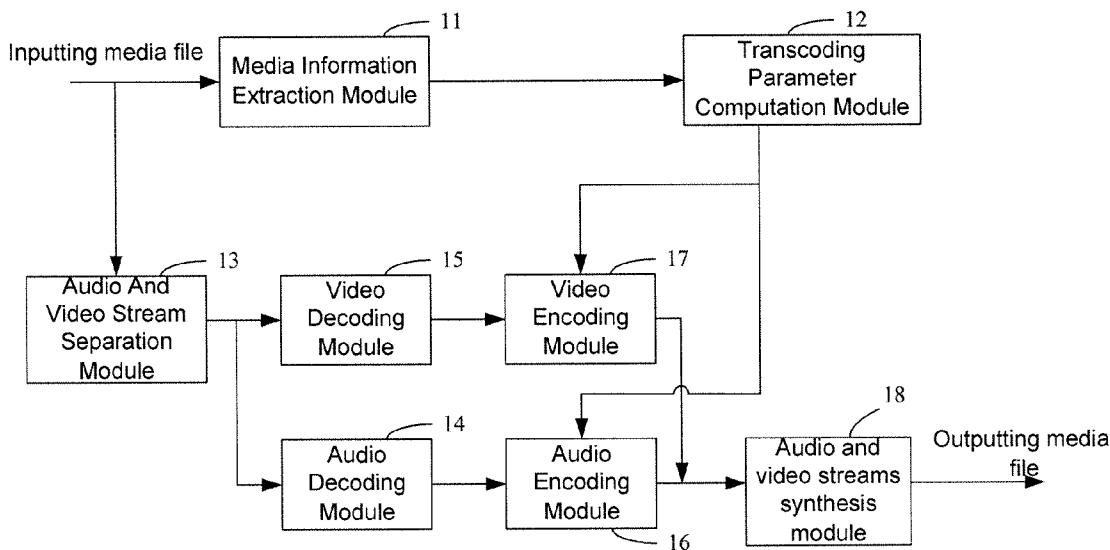 11
12
Inputting media file
Media Information
Extraction Module
Transcoding
Parameter
Computation Module
13
15
17
Audio And
Video Stream
Separation
Module
Video
Decoding
Module
Video
Encoding
Module
14
18
Audio
Decoding
Module
Audio
Encoding
Module
16
Audio and
video streams
synthesis
module
Outputting media
file